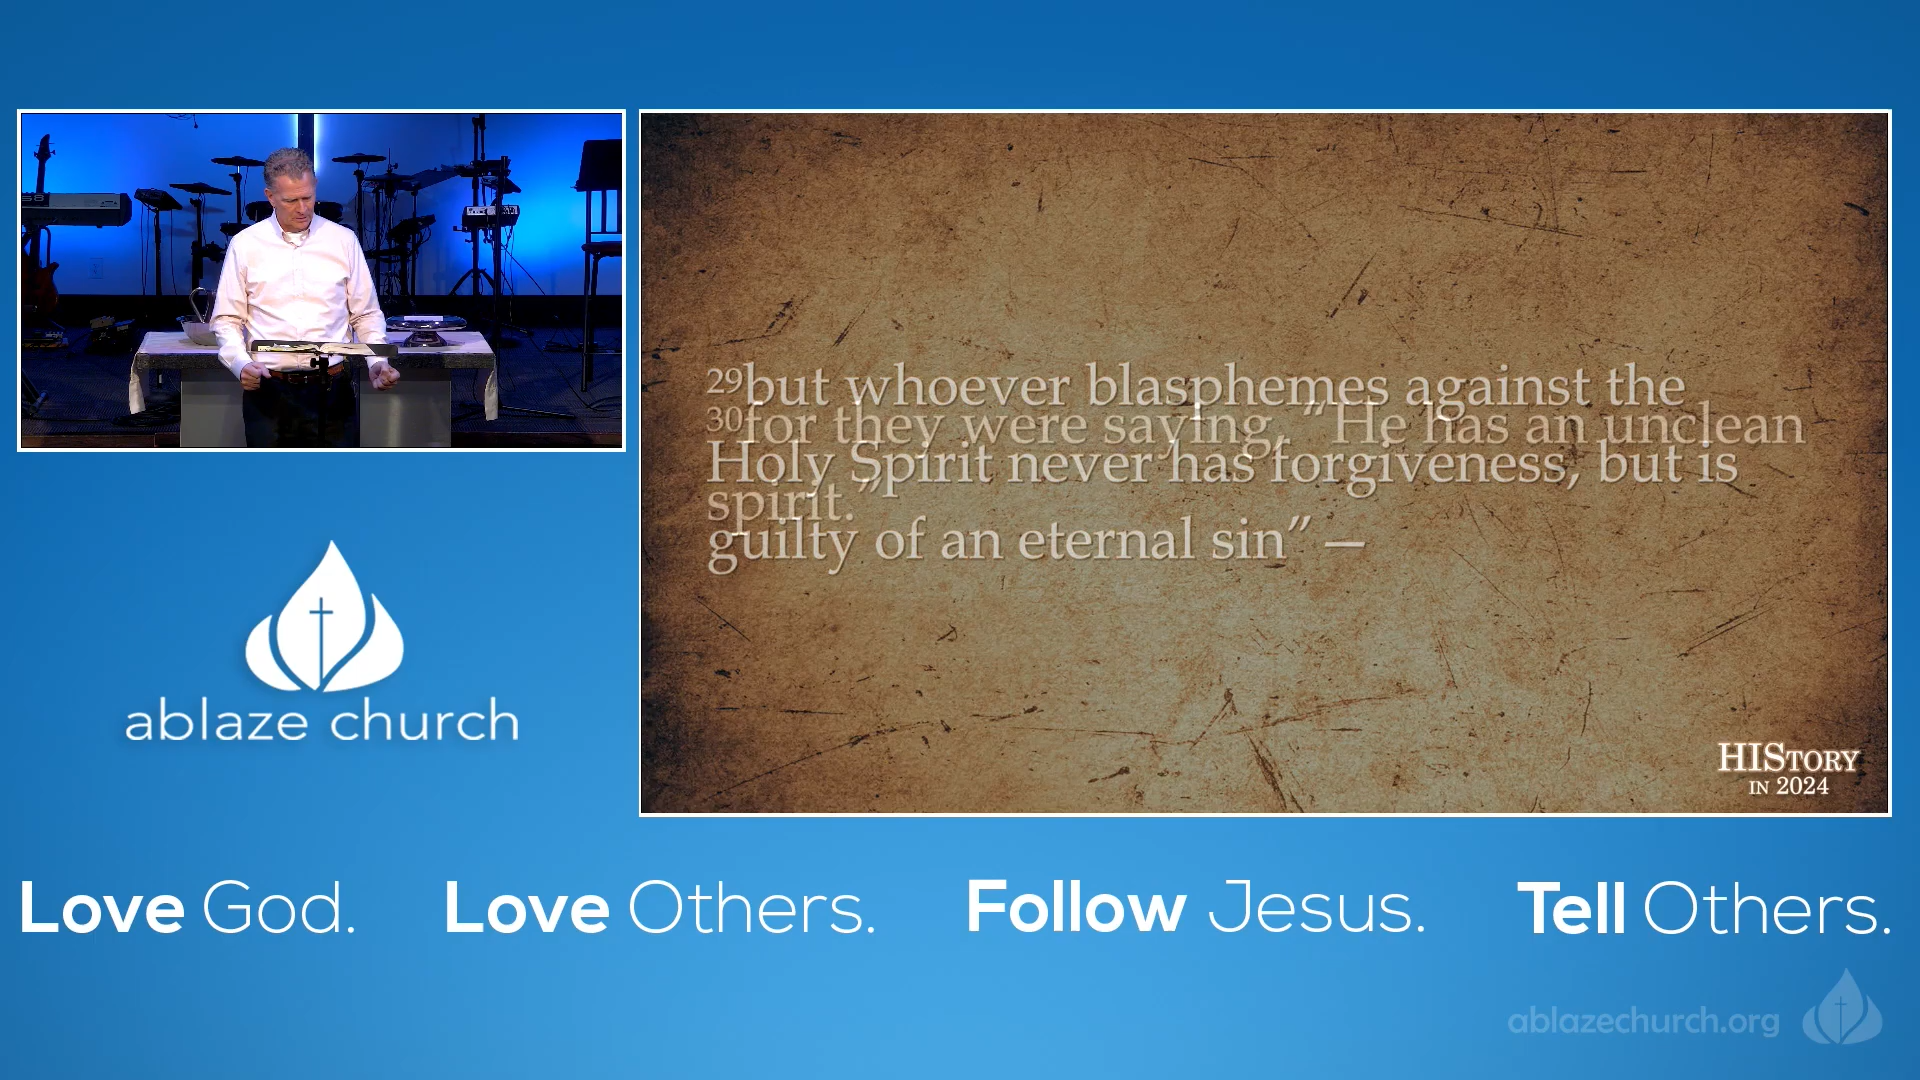 29but whoever blasphemes against the
Holy Spirit never has forgiveness, but is
guilty of an eternal sin”—
30for they were saying, “He has an unclean
spirit.”
HISTORY
IN 2024
ablaze church
Love God. Love Others. Follow Jesus. Tell Others.
ablazechurch.org